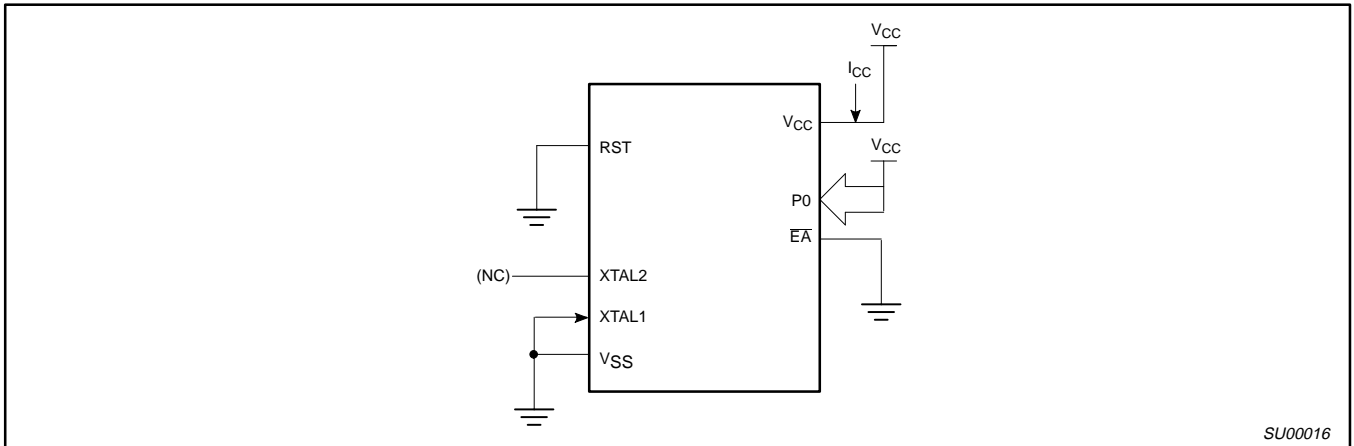 VCC
ICC
VCC
RST
VCC
P0
EA
(NC)
XTAL2
XTAL1
VSS
SU00016